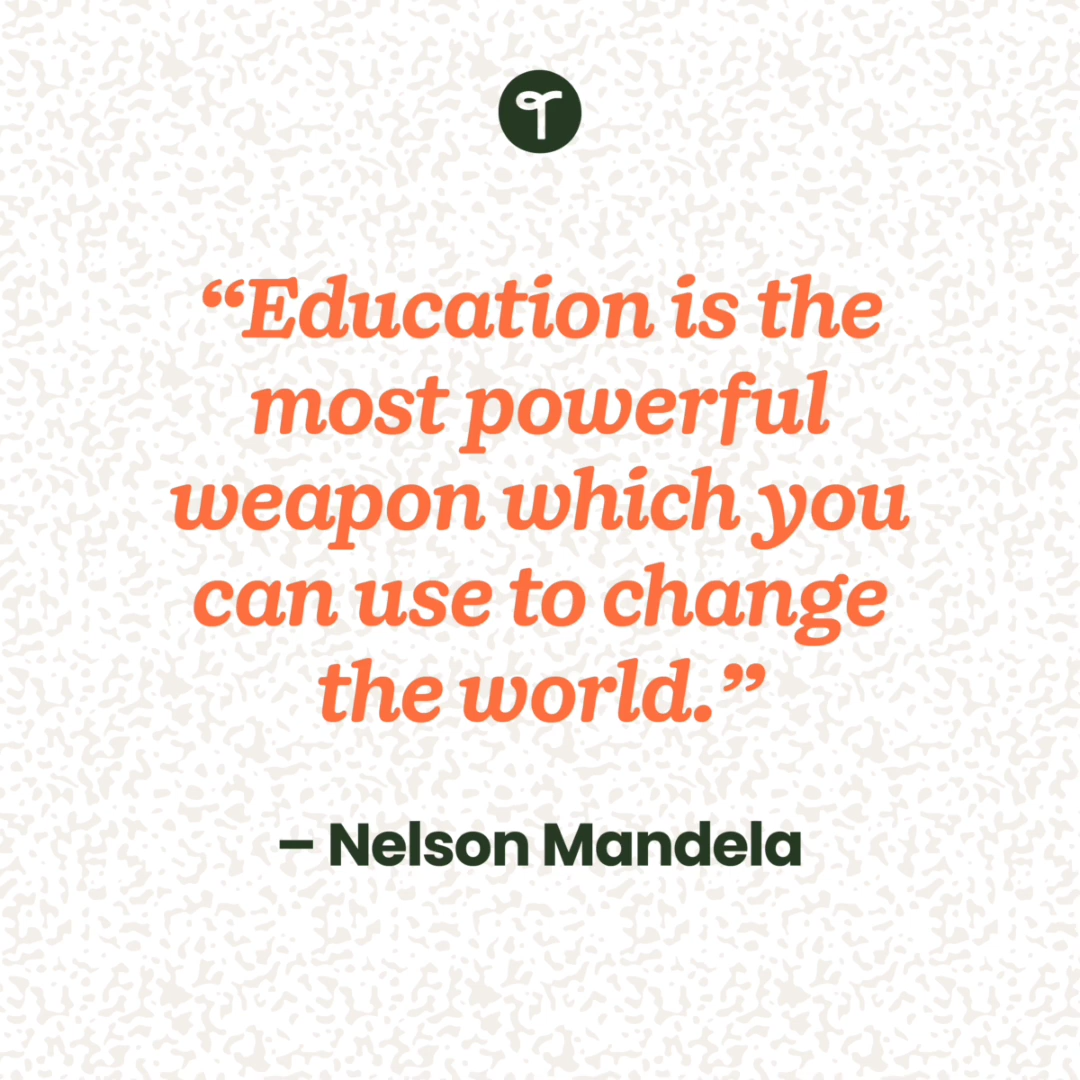 “Education is the
most powerful
weapon which you
can use to change
the world.”
– Nelson Mandela